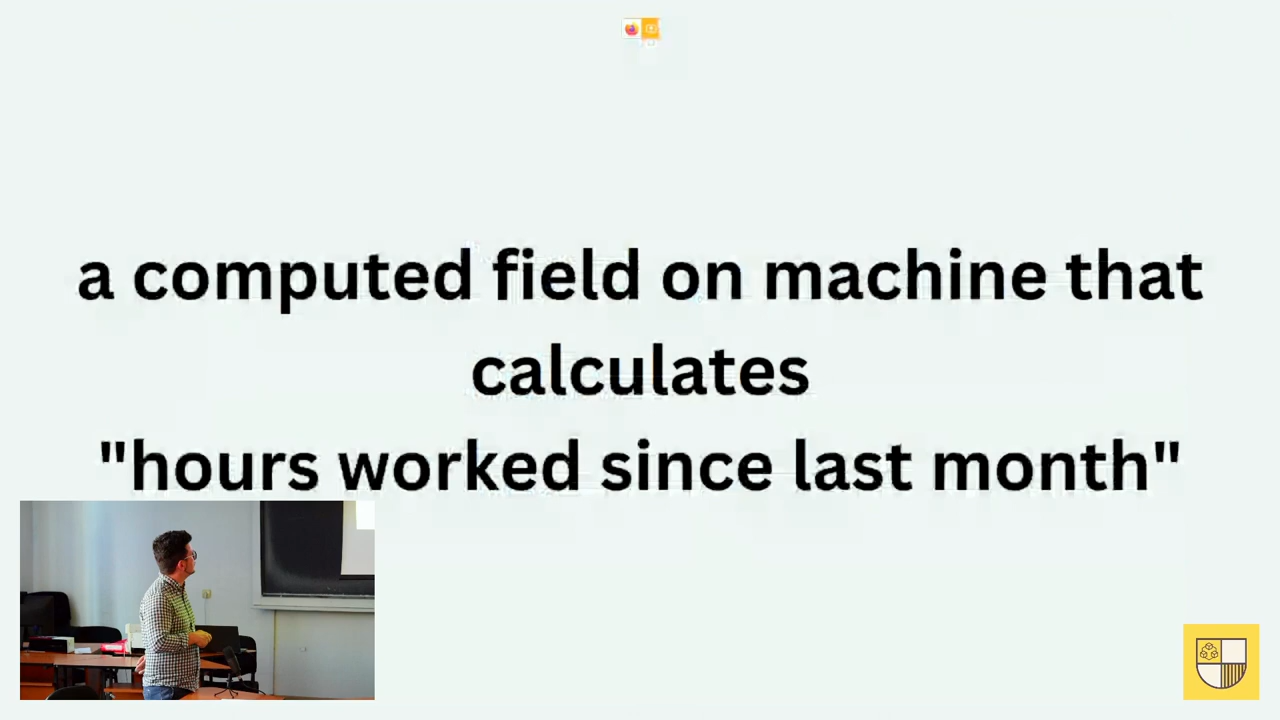 a computed field on machine that
calculates
"hours worked since last month"